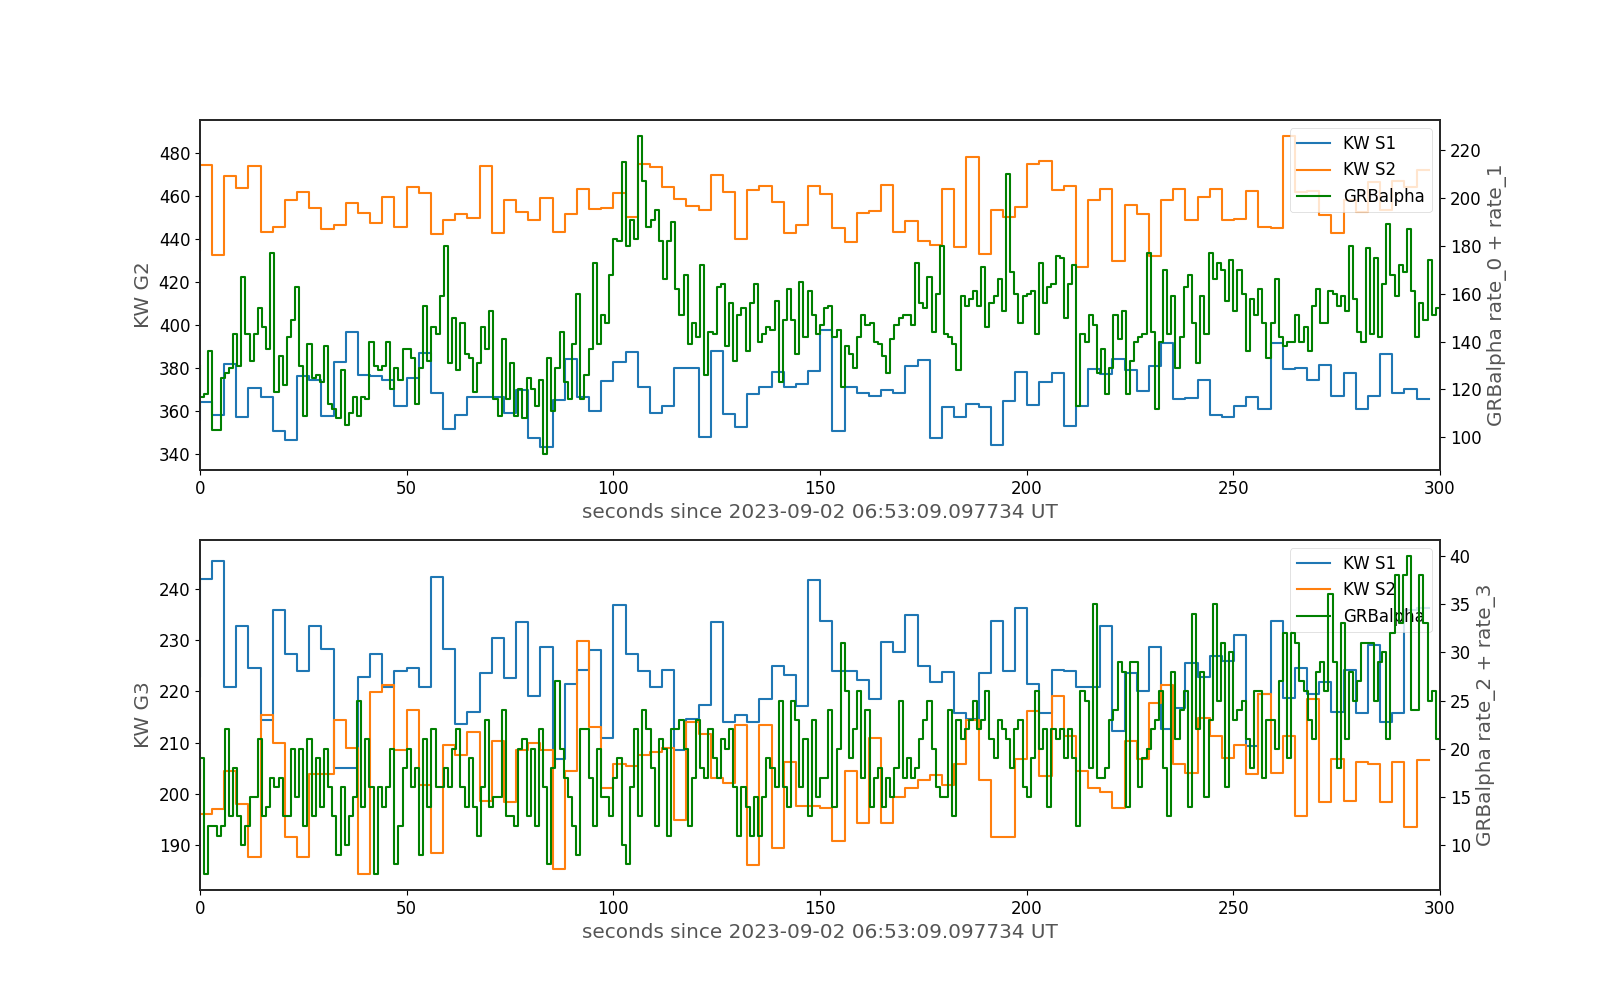 480
460
440
420
400
380
360
340
KW G2
220
200
180
160
140
120
100
GRBalpha rate_0 + rate_1
KW S1
KW S2
GRBalpha
0 50 100 150 200 250 300
seconds since 2023-09-02 06:53:09.097734 UT
240
230
220
210
200
190
KW G3
40
35
30
25
20
15
10
GRBalpha rate_2 + rate_3
KW S1
KW S2
GRBalpha
0 50 100 150 200 250 300
seconds since 2023-09-02 06:53:09.097734 UT